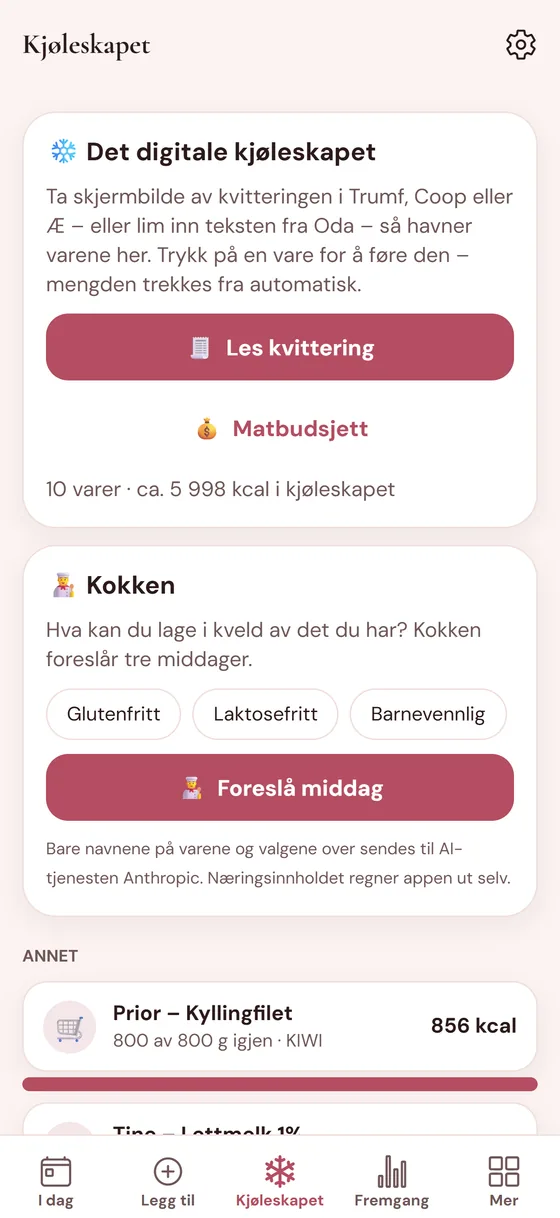 Kjøleskapet
Det digitale kjøleskapet
Ta skjermbilde av kvitteringen i Trumf, Coop eller
Æ – eller lim inn teksten fra Oda – så havner
varene her. Trykk på en vare for å føre den –
mengden trekkes fra automatisk.
Les kvittering
Matbudsjett
10 varer · ca. 5 998 kcal i kjøleskapet
Kokken
Hva kan du lage i kveld av det du har? Kokken
foreslår tre middager.
Glutenfritt Laktosefritt Barnevennlig
Foreslå middag
Bare navnene på varene og valgene over sendes til AI-
tjenesten Anthropic. Næringsinnholdet regner appen ut selv.
ANNET
Prior – Kyllingfilet
800 av 800 g igjen · KIWI
856 kcal
Tine – Lettmelk 1%
I dag Legg til Kjøleskapet Fremgang Mer